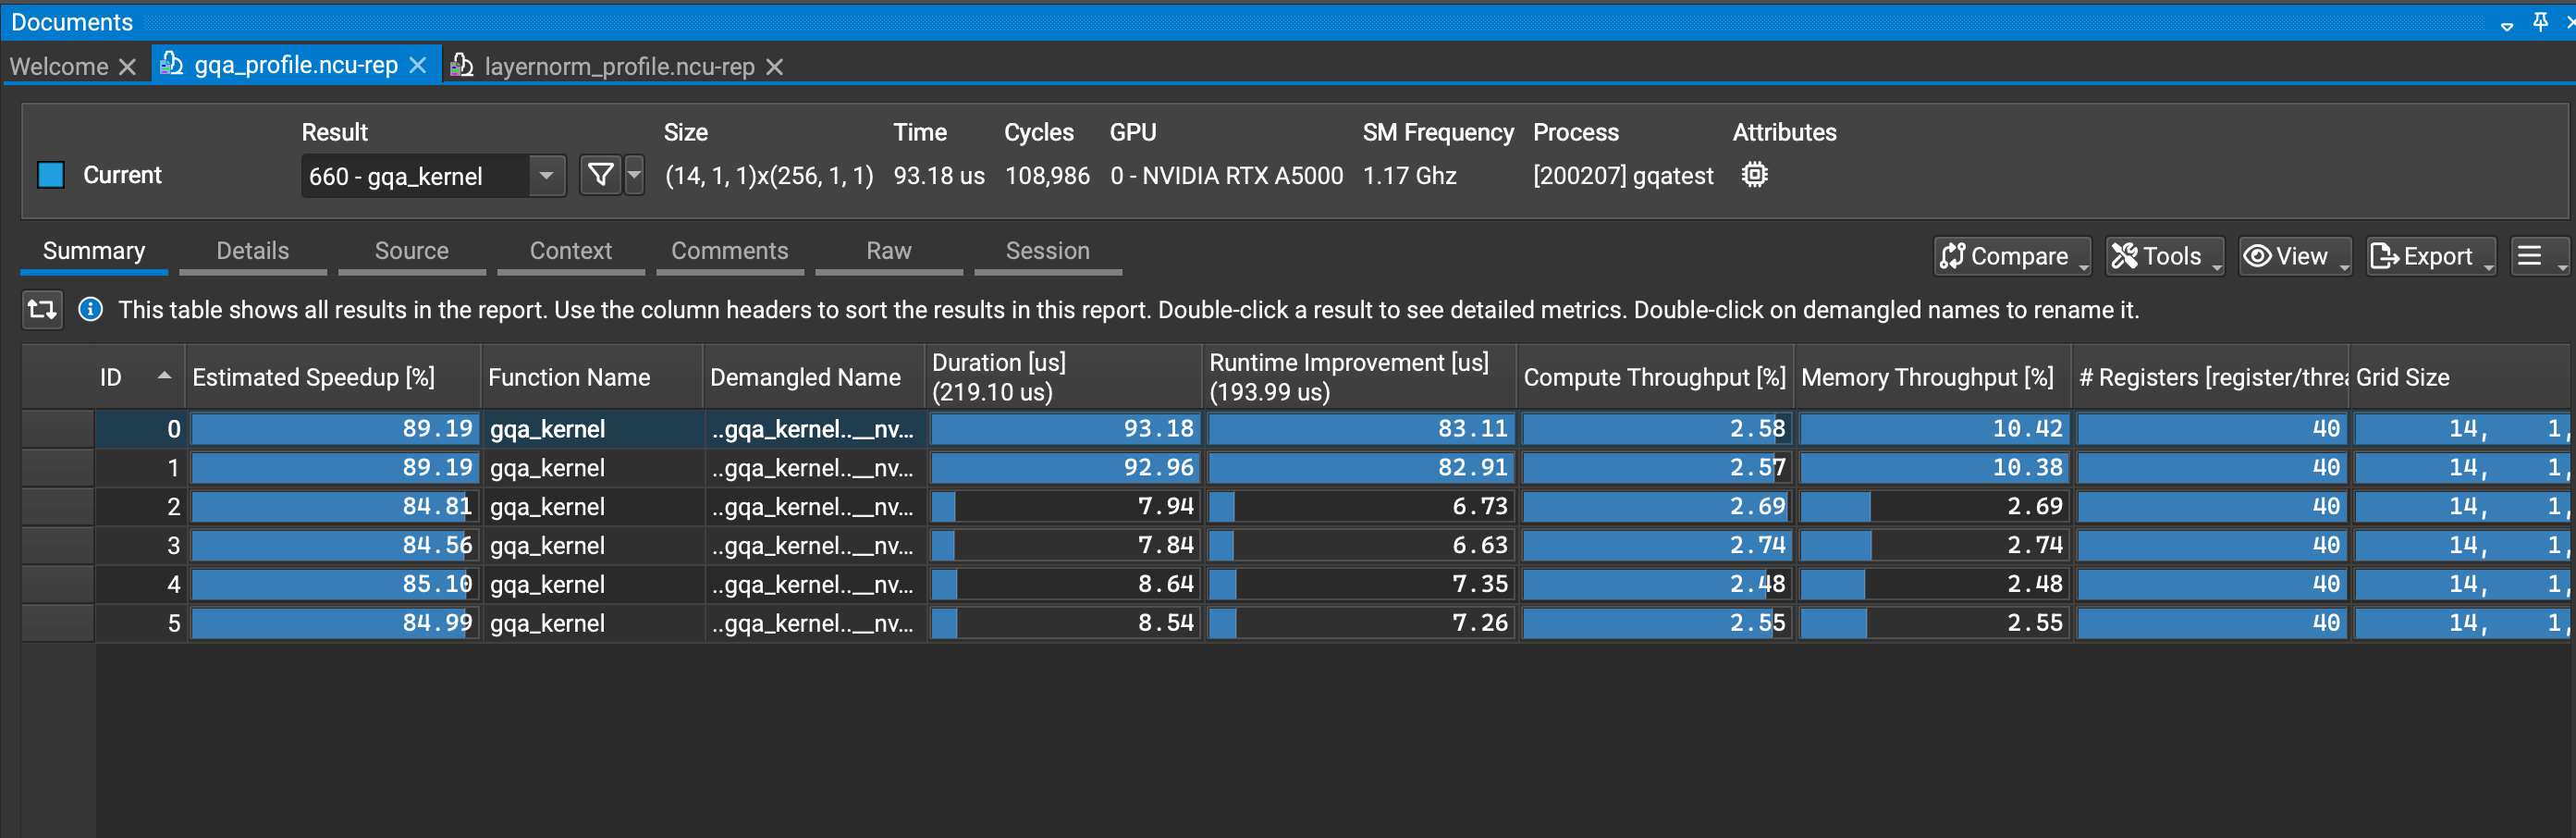 Documents
Welcome gqa_profile.ncu-rep layernorm_profile.ncu-rep
Result Size Time Cycles GPU SM Frequency Process Attributes
Current 660 - gqa_kernel (14, 1, 1)x(256, 1, 1) 93.18 us 108,986 0 - NVIDIA RTX A5000 1.17 Ghz [200207] gqatest
Summary Details Source Context Comments Raw Session Compare Tools View Export
This table shows all results in the report. Use the column headers to sort the results in this report. Double-click a result to see detailed metrics. Double-click on demangled names to rename it.
ID Estimated Speedup [%] Function Name Demangled Name Duration [us] (219.10 us) Runtime Improvement [us] (193.99 us) Compute Throughput [%] Memory Throughput [%] # Registers [register/threa Grid Size
0 89.19 gqa_kernel ..gqa_kernel..__nv... 93.18 83.11 2.58 10.42 40 14, 1,
1 89.19 gqa_kernel ..gqa_kernel..__nv... 92.96 82.91 2.57 10.38 40 14, 1,
2 84.81 gqa_kernel ..gqa_kernel..__nv... 7.94 6.73 2.69 2.69 40 14, 1,
3 84.56 gqa_kernel ..gqa_kernel..__nv... 7.84 6.63 2.74 2.74 40 14, 1,
4 85.10 gqa_kernel ..gqa_kernel..__nv... 8.64 7.35 2.48 2.48 40 14, 1,
5 84.99 gqa_kernel ..gqa_kernel..__nv... 8.54 7.26 2.55 2.55 40 14, 1,